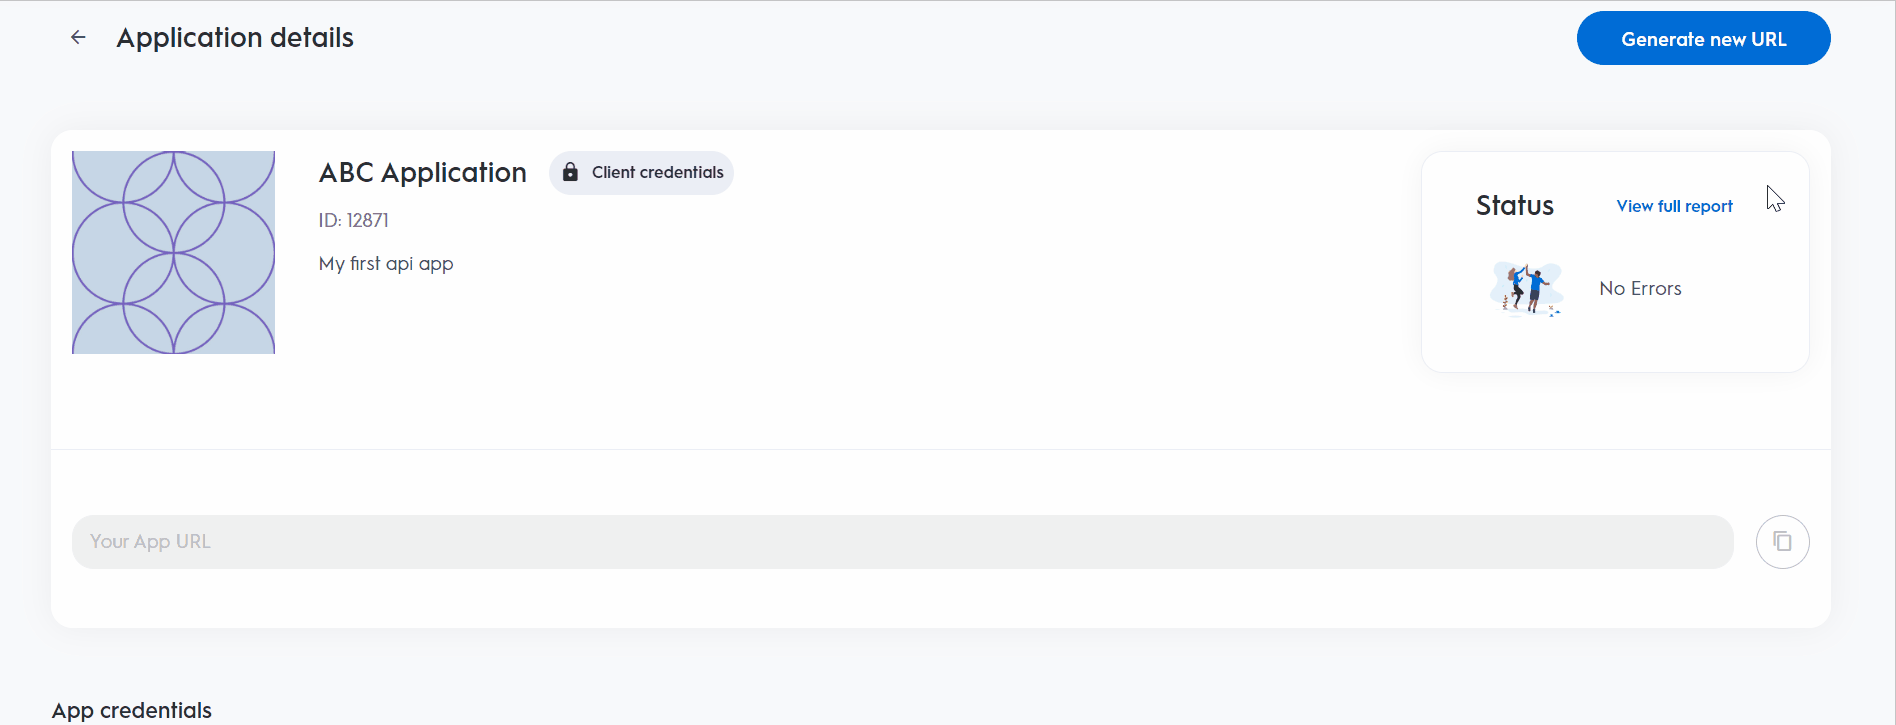 Application details
Generate new URL
ABC Application
Client credentials
ID: 12871
My first api app
Status
View full report
No Errors
Your App URL
App credentials